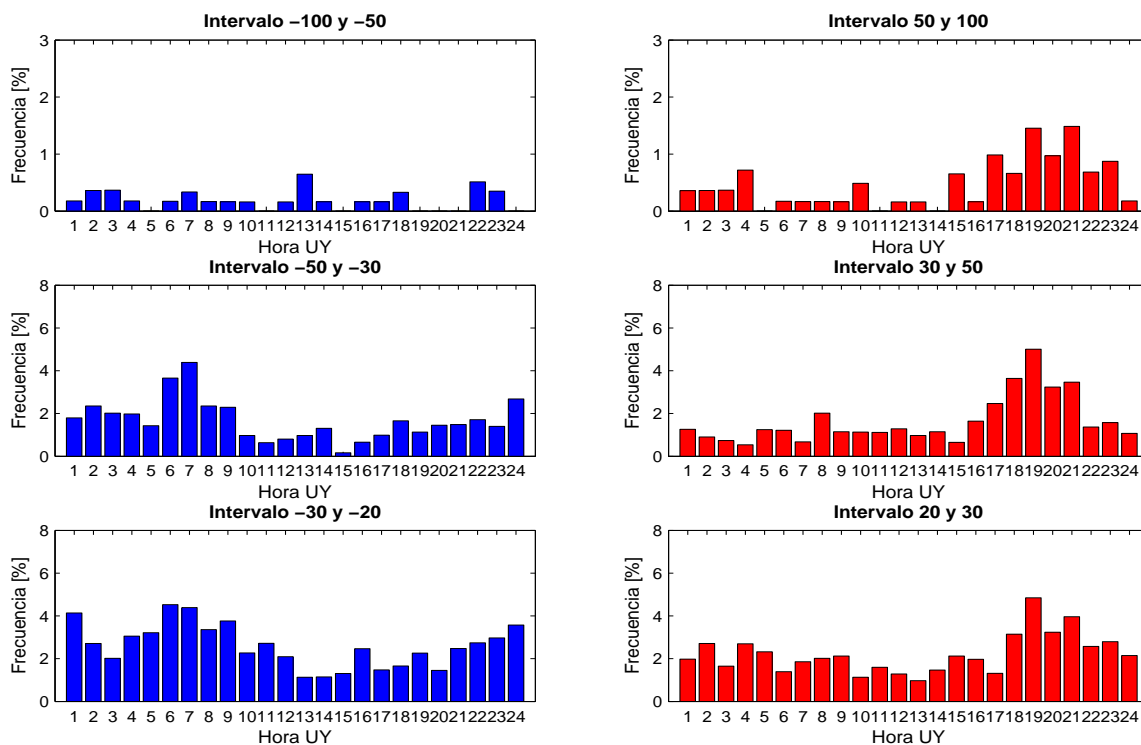 Intervalo −100 y −50
Frecuencia [%]
3
2
1
0
1 2 3 4 5 6 7 8 9 10 11 12 13 14 15 16 17 18 19 20 21 22 23 24
Hora UY
Intervalo 50 y 100
Frecuencia [%]
3
2
1
0
1 2 3 4 5 6 7 8 9 10 11 12 13 14 15 16 17 18 19 20 21 22 23 24
Hora UY
Intervalo −50 y −30
Frecuencia [%]
8
6
4
2
0
1 2 3 4 5 6 7 8 9 10 11 12 13 14 15 16 17 18 19 20 21 22 23 24
Hora UY
Intervalo 30 y 50
Frecuencia [%]
8
6
4
2
0
1 2 3 4 5 6 7 8 9 10 11 12 13 14 15 16 17 18 19 20 21 22 23 24
Hora UY
Intervalo −30 y −20
Frecuencia [%]
8
6
4
2
0
1 2 3 4 5 6 7 8 9 10 11 12 13 14 15 16 17 18 19 20 21 22 23 24
Hora UY
Intervalo 20 y 30
Frecuencia [%]
8
6
4
2
0
1 2 3 4 5 6 7 8 9 10 11 12 13 14 15 16 17 18 19 20 21 22 23 24
Hora UY